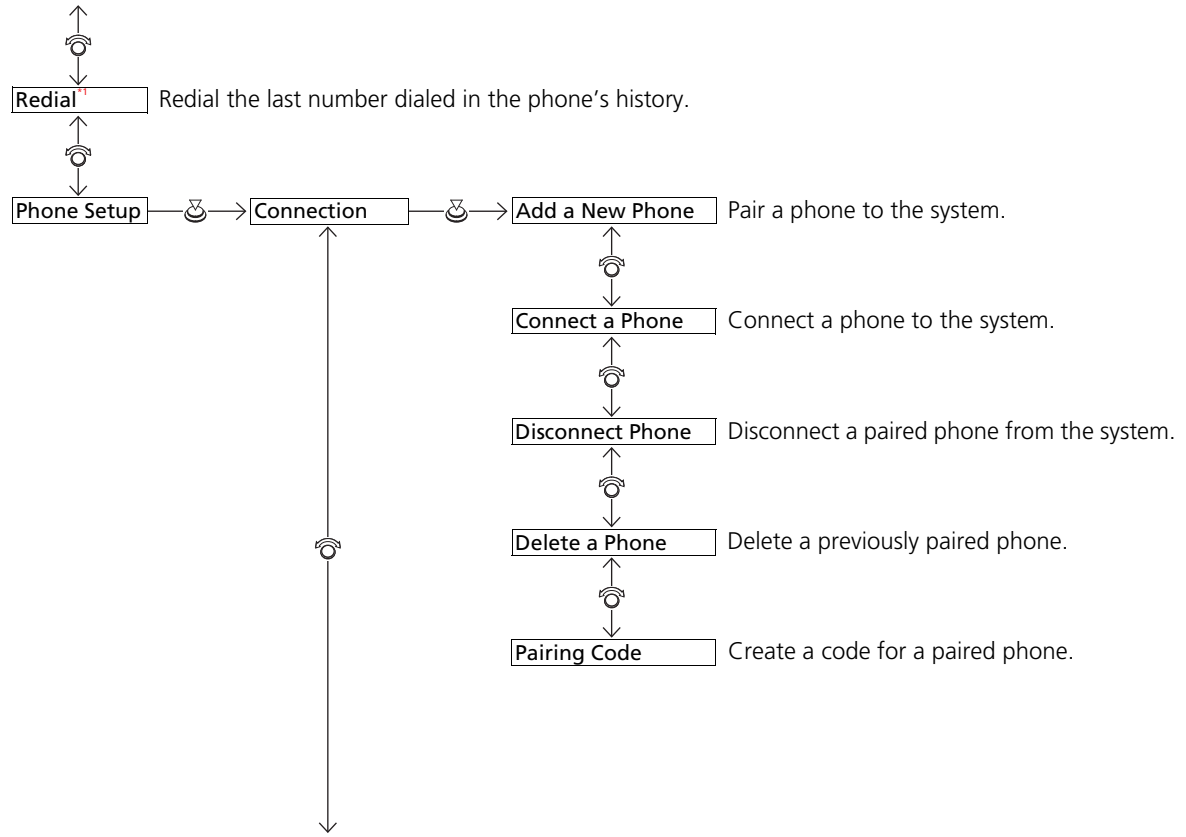 Redial*1 Redial the last number dialed in the phone’s history.
Phone Setup Connection Add a New Phone Pair a phone to the system.
Connect a Phone Connect a phone to the system.
Disconnect Phone Disconnect a paired phone from the system.
Delete a Phone Delete a previously paired phone.
Pairing Code Create a code for a paired phone.